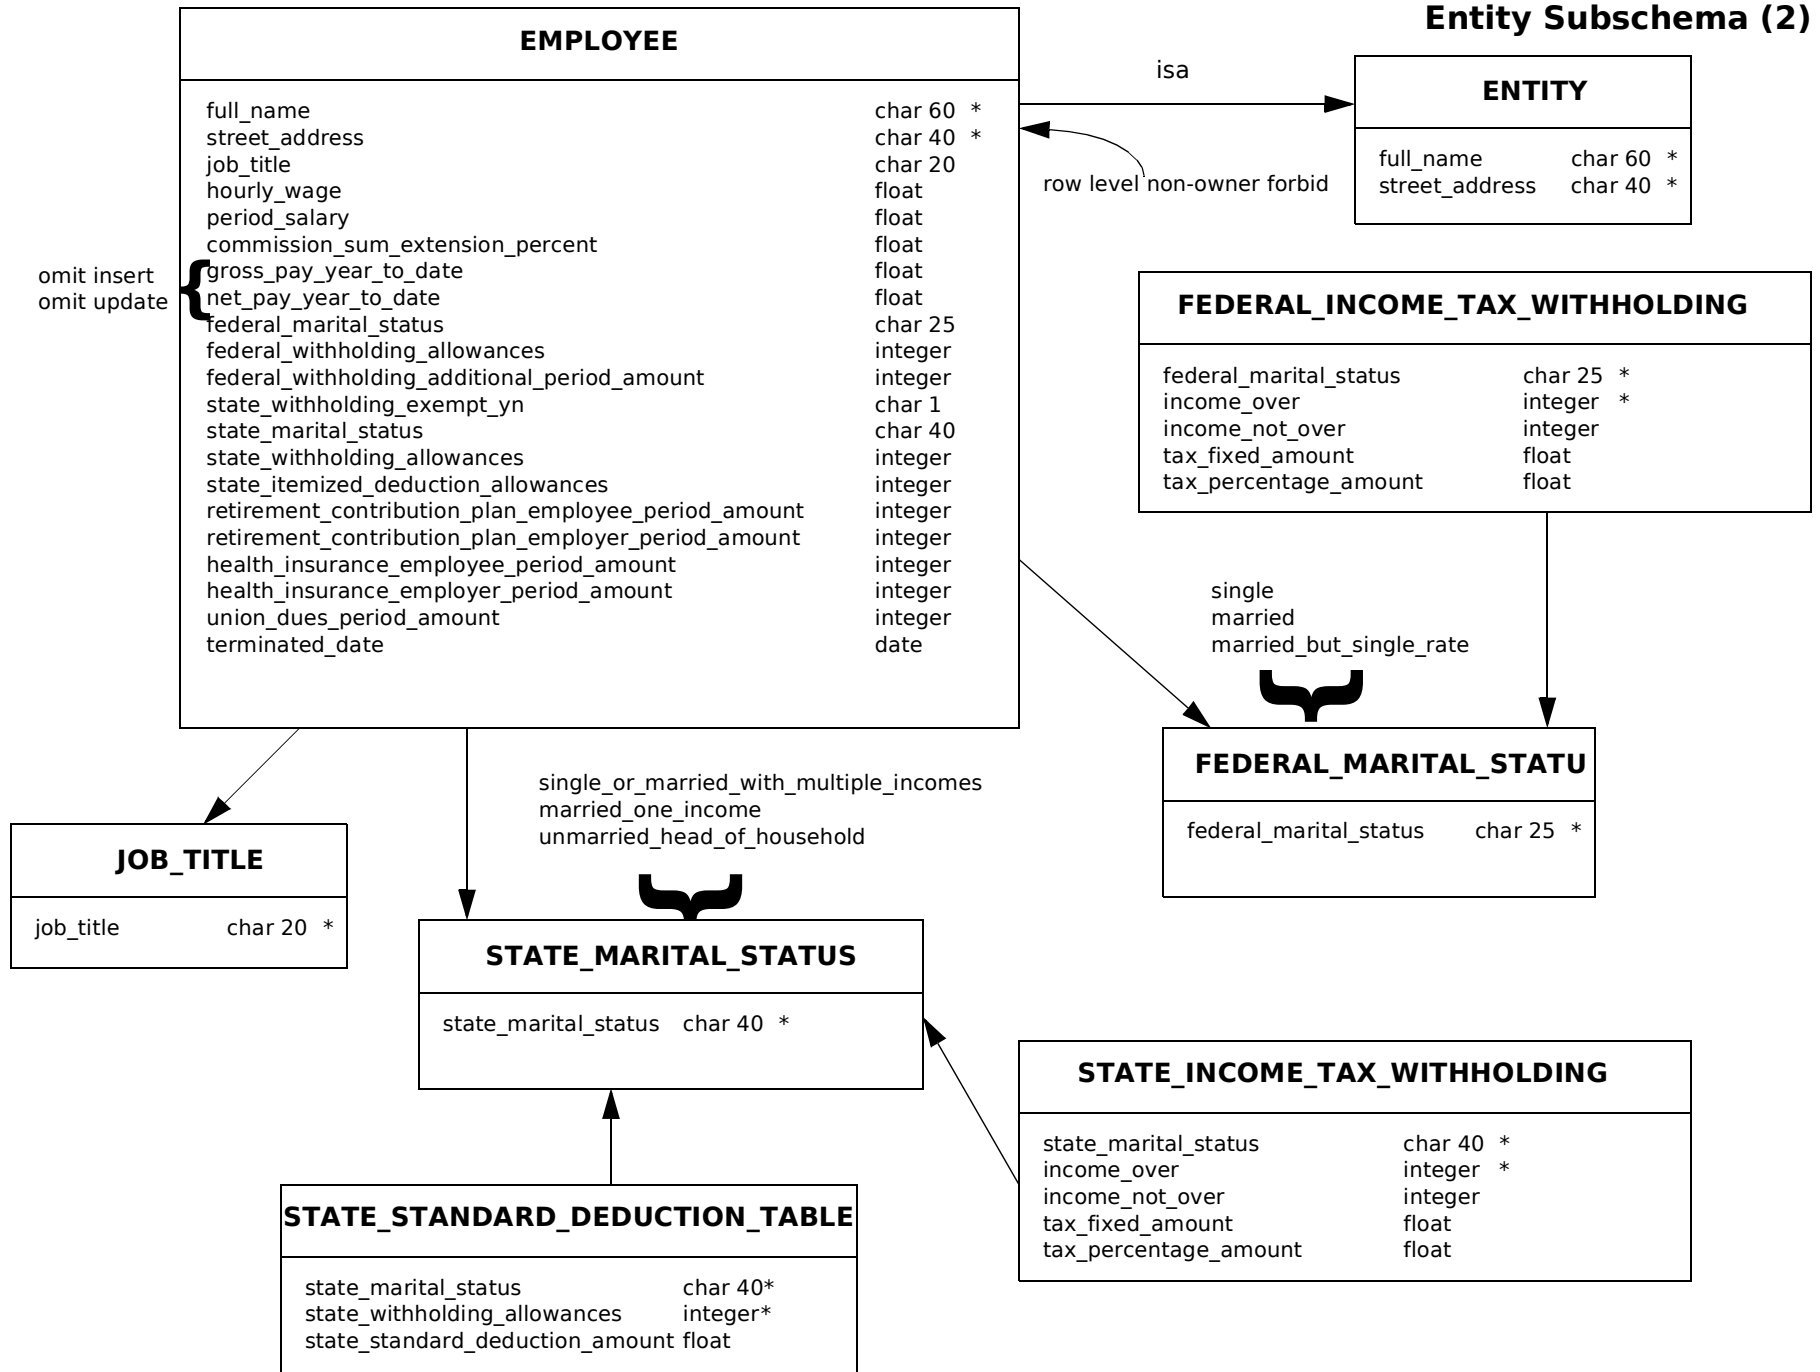 Entity Subschema (2)
EMPLOYEE
full_name char 60 *
street_address char 40 *
job_title char 20
hourly_wage float
period_salary float
commission_sum_extension_percent float
gross_pay_year_to_date float
net_pay_year_to_date float
federal_marital_status char 25
federal_withholding_allowances integer
federal_withholding_additional_period_amount integer
state_withholding_exempt_yn char 1
state_marital_status char 40
state_withholding_allowances integer
state_itemized_deduction_allowances integer
retirement_contribution_plan_employee_period_amount integer
retirement_contribution_plan_employer_period_amount integer
health_insurance_employee_period_amount integer
health_insurance_employer_period_amount integer
union_dues_period_amount integer
terminated_date date
omit insert
omit update
{
isa
row level non-owner forbid
ENTITY
full_name char 60 *
street_address char 40 *
FEDERAL_INCOME_TAX_WITHHOLDING
federal_marital_status char 25 *
income_over integer *
income_not_over integer
tax_fixed_amount float
tax_percentage_amount float
single
married
married_but_single_rate
}
FEDERAL_MARITAL_STATU
federal_marital_status char 25 *
JOB_TITLE
job_title char 20 *
single_or_married_with_multiple_incomes
married_one_income
unmarried_head_of_household
}
STATE_MARITAL_STATUS
state_marital_status char 40 *
STATE_INCOME_TAX_WITHHOLDING
state_marital_status char 40 *
income_over integer *
income_not_over integer
tax_fixed_amount float
tax_percentage_amount float
STATE_STANDARD_DEDUCTION_TABLE
state_marital_status char 40*
state_withholding_allowances integer*
state_standard_deduction_amount float